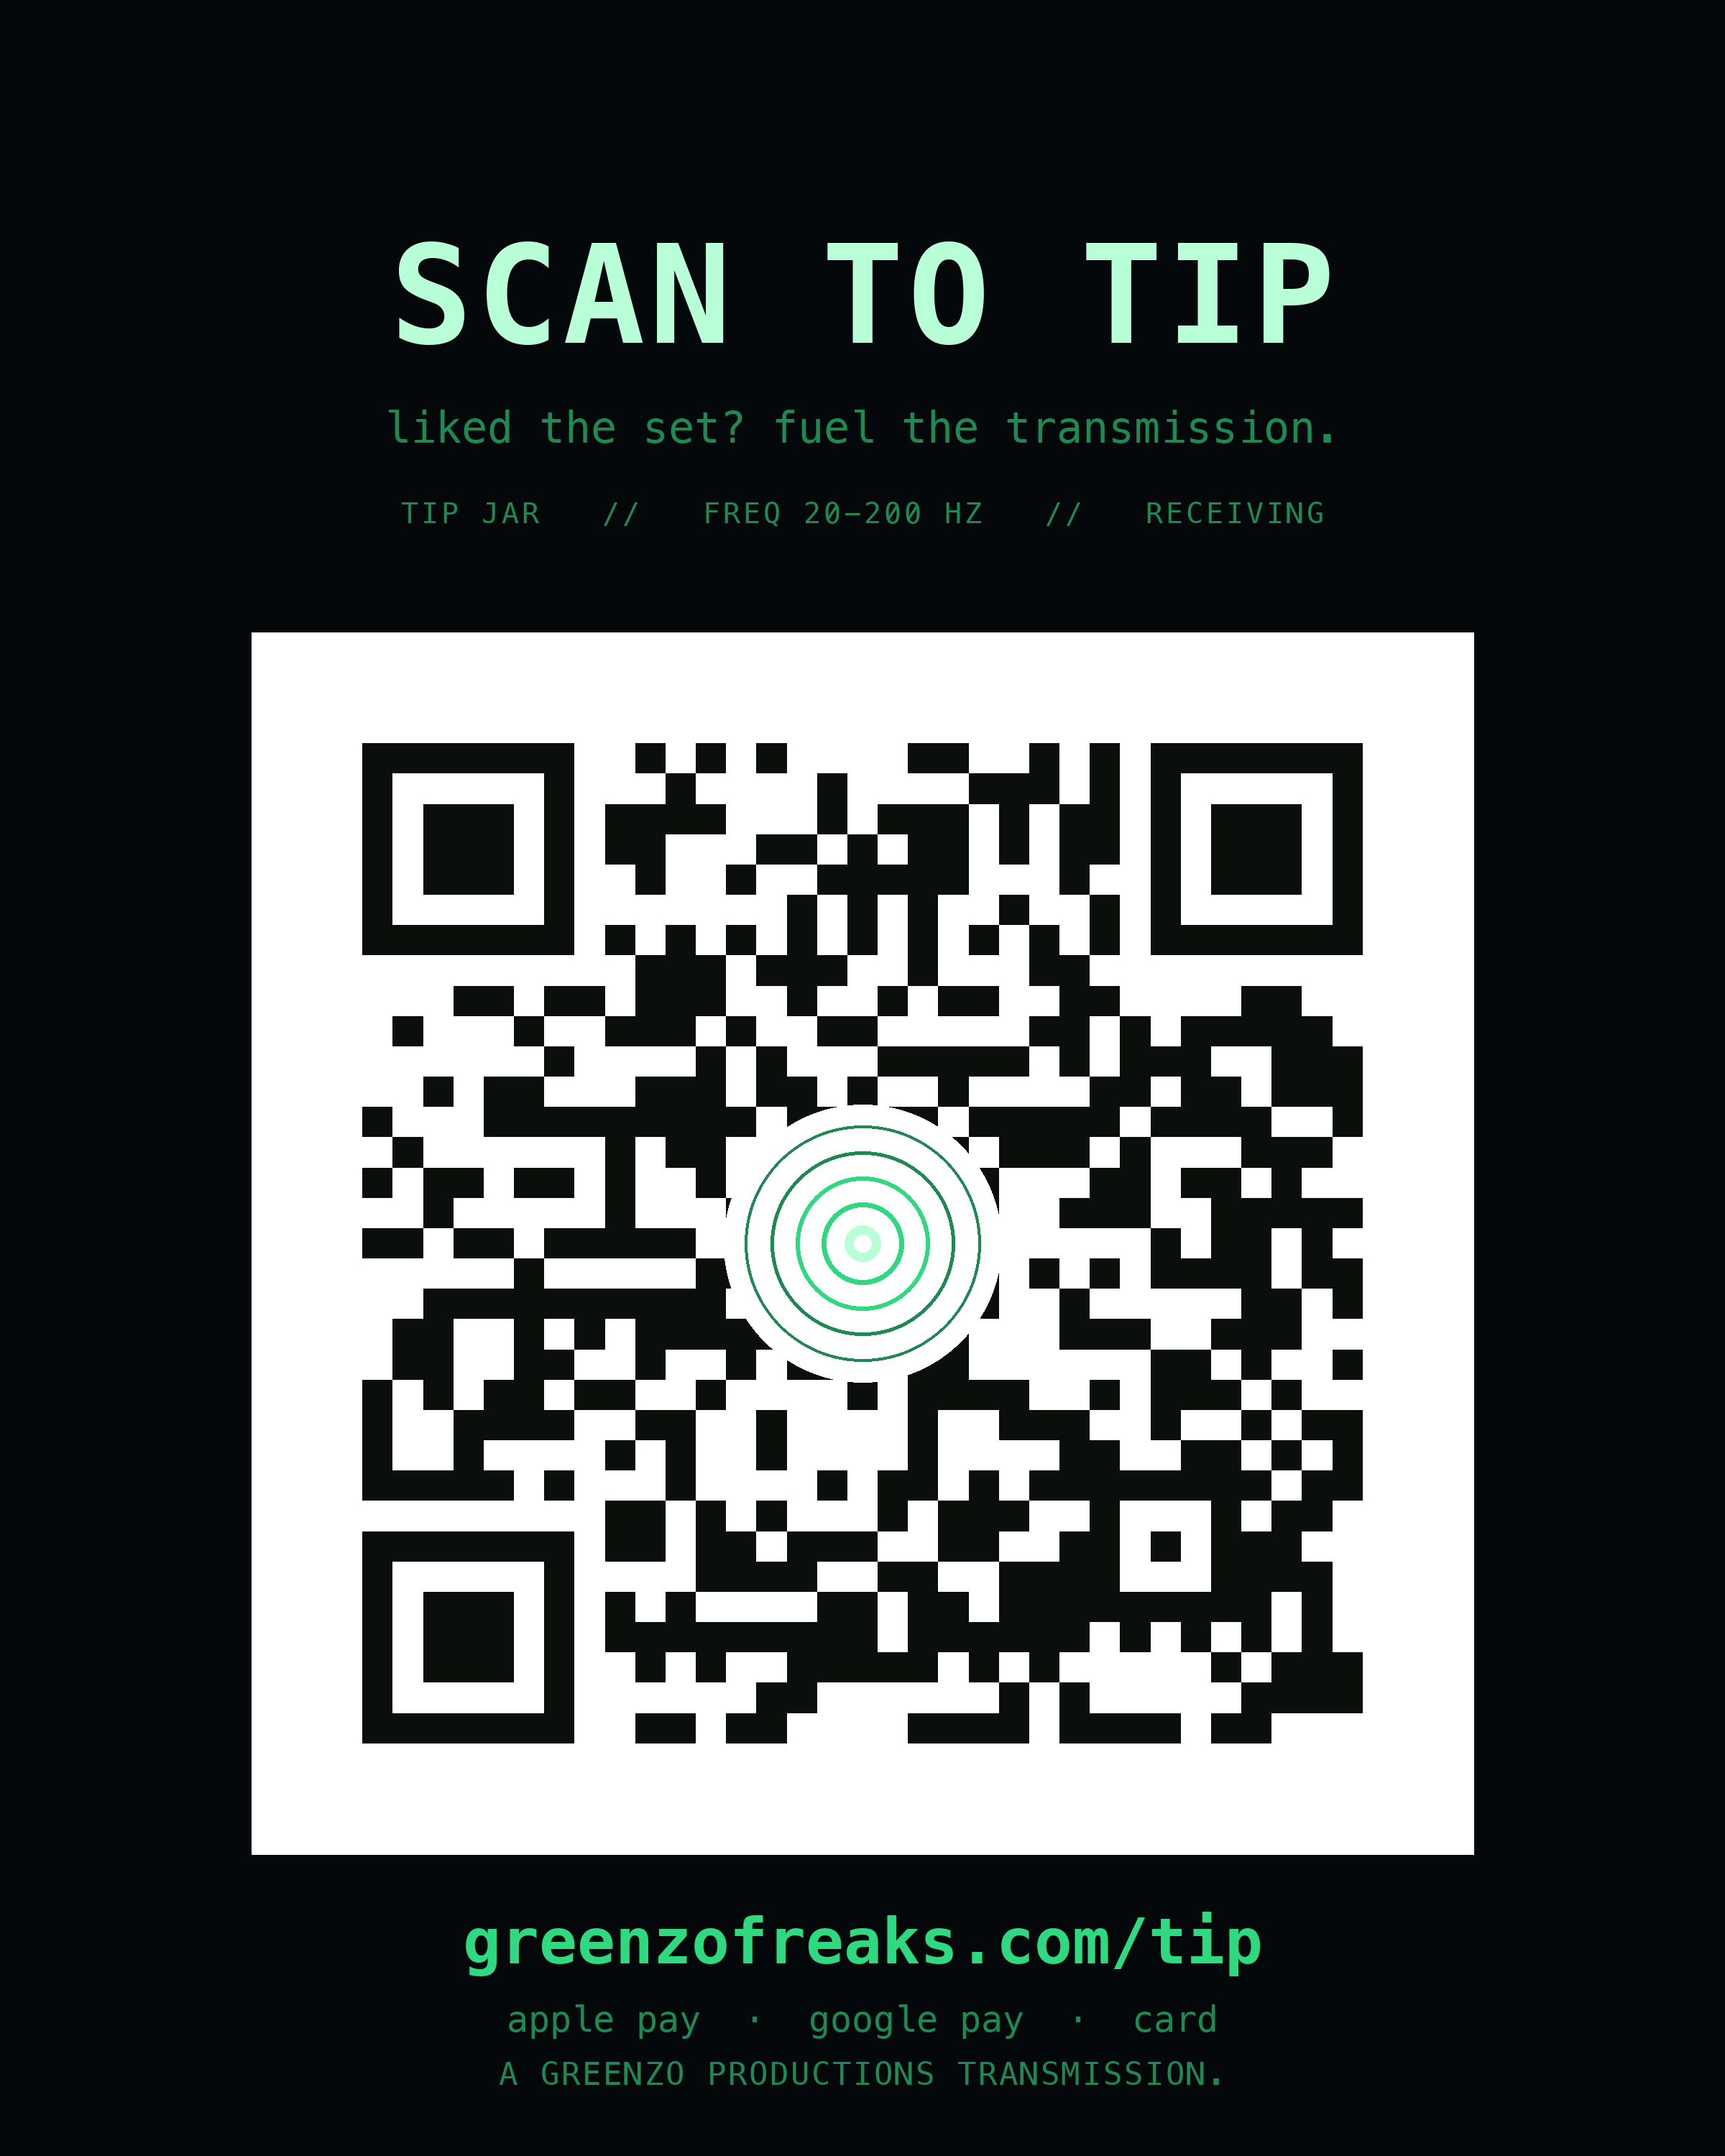 SCAN TO TIP
liked the set? fuel the transmission.
TIP JAR // FREQ 20–200 HZ // RECEIVING
greenzofreaks.com/tip
apple pay · google pay · card
A GREENZO PRODUCTIONS TRANSMISSION.